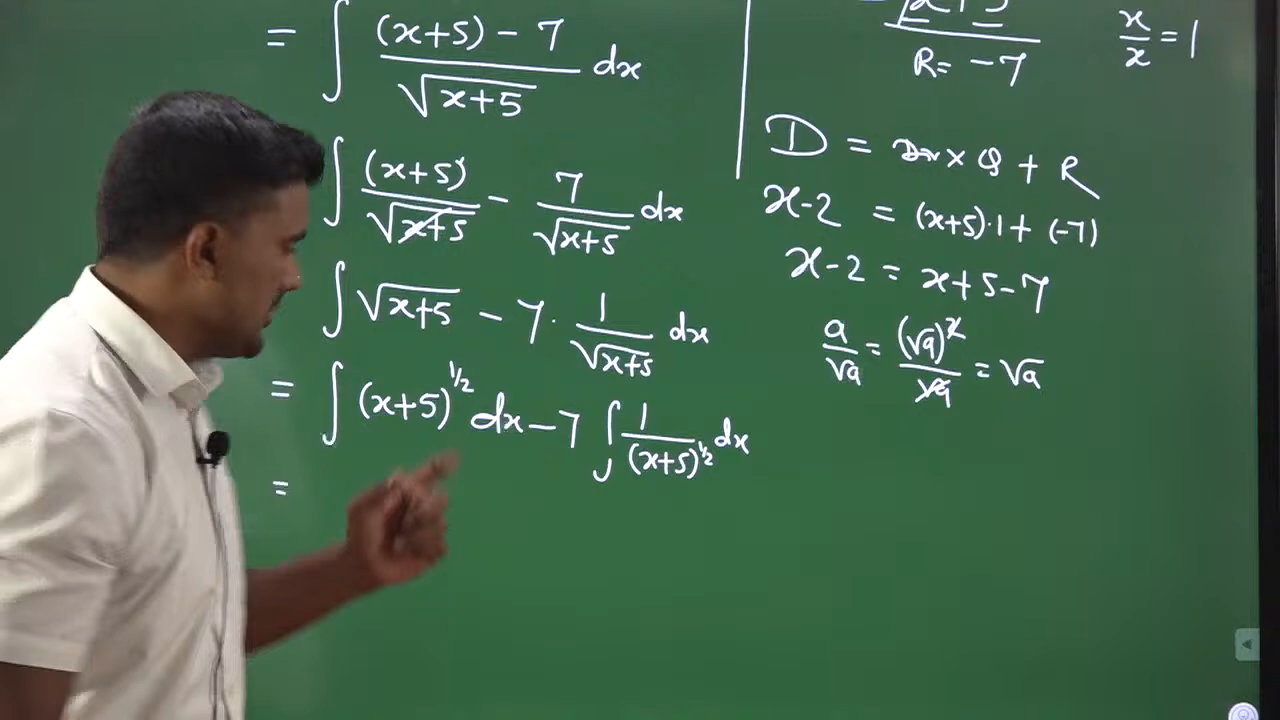 = ∫ (x+5) - 7 / √(x+5) dx
∫ (x+5) / √(x+5) - 7 / √(x+5) dx
∫ √(x+5) - 7 · 1 / √(x+5) dx
= ∫ (x+5)^1/2 dx - 7 ∫ 1 / (x+5)^1/2 dx
=
R = -7
x/x = 1
D = Dr × Q + R
x-2 = (x+5)·1 + (-7)
x-2 = x+5-7
a/√a = (√a)^2 / √a = √a